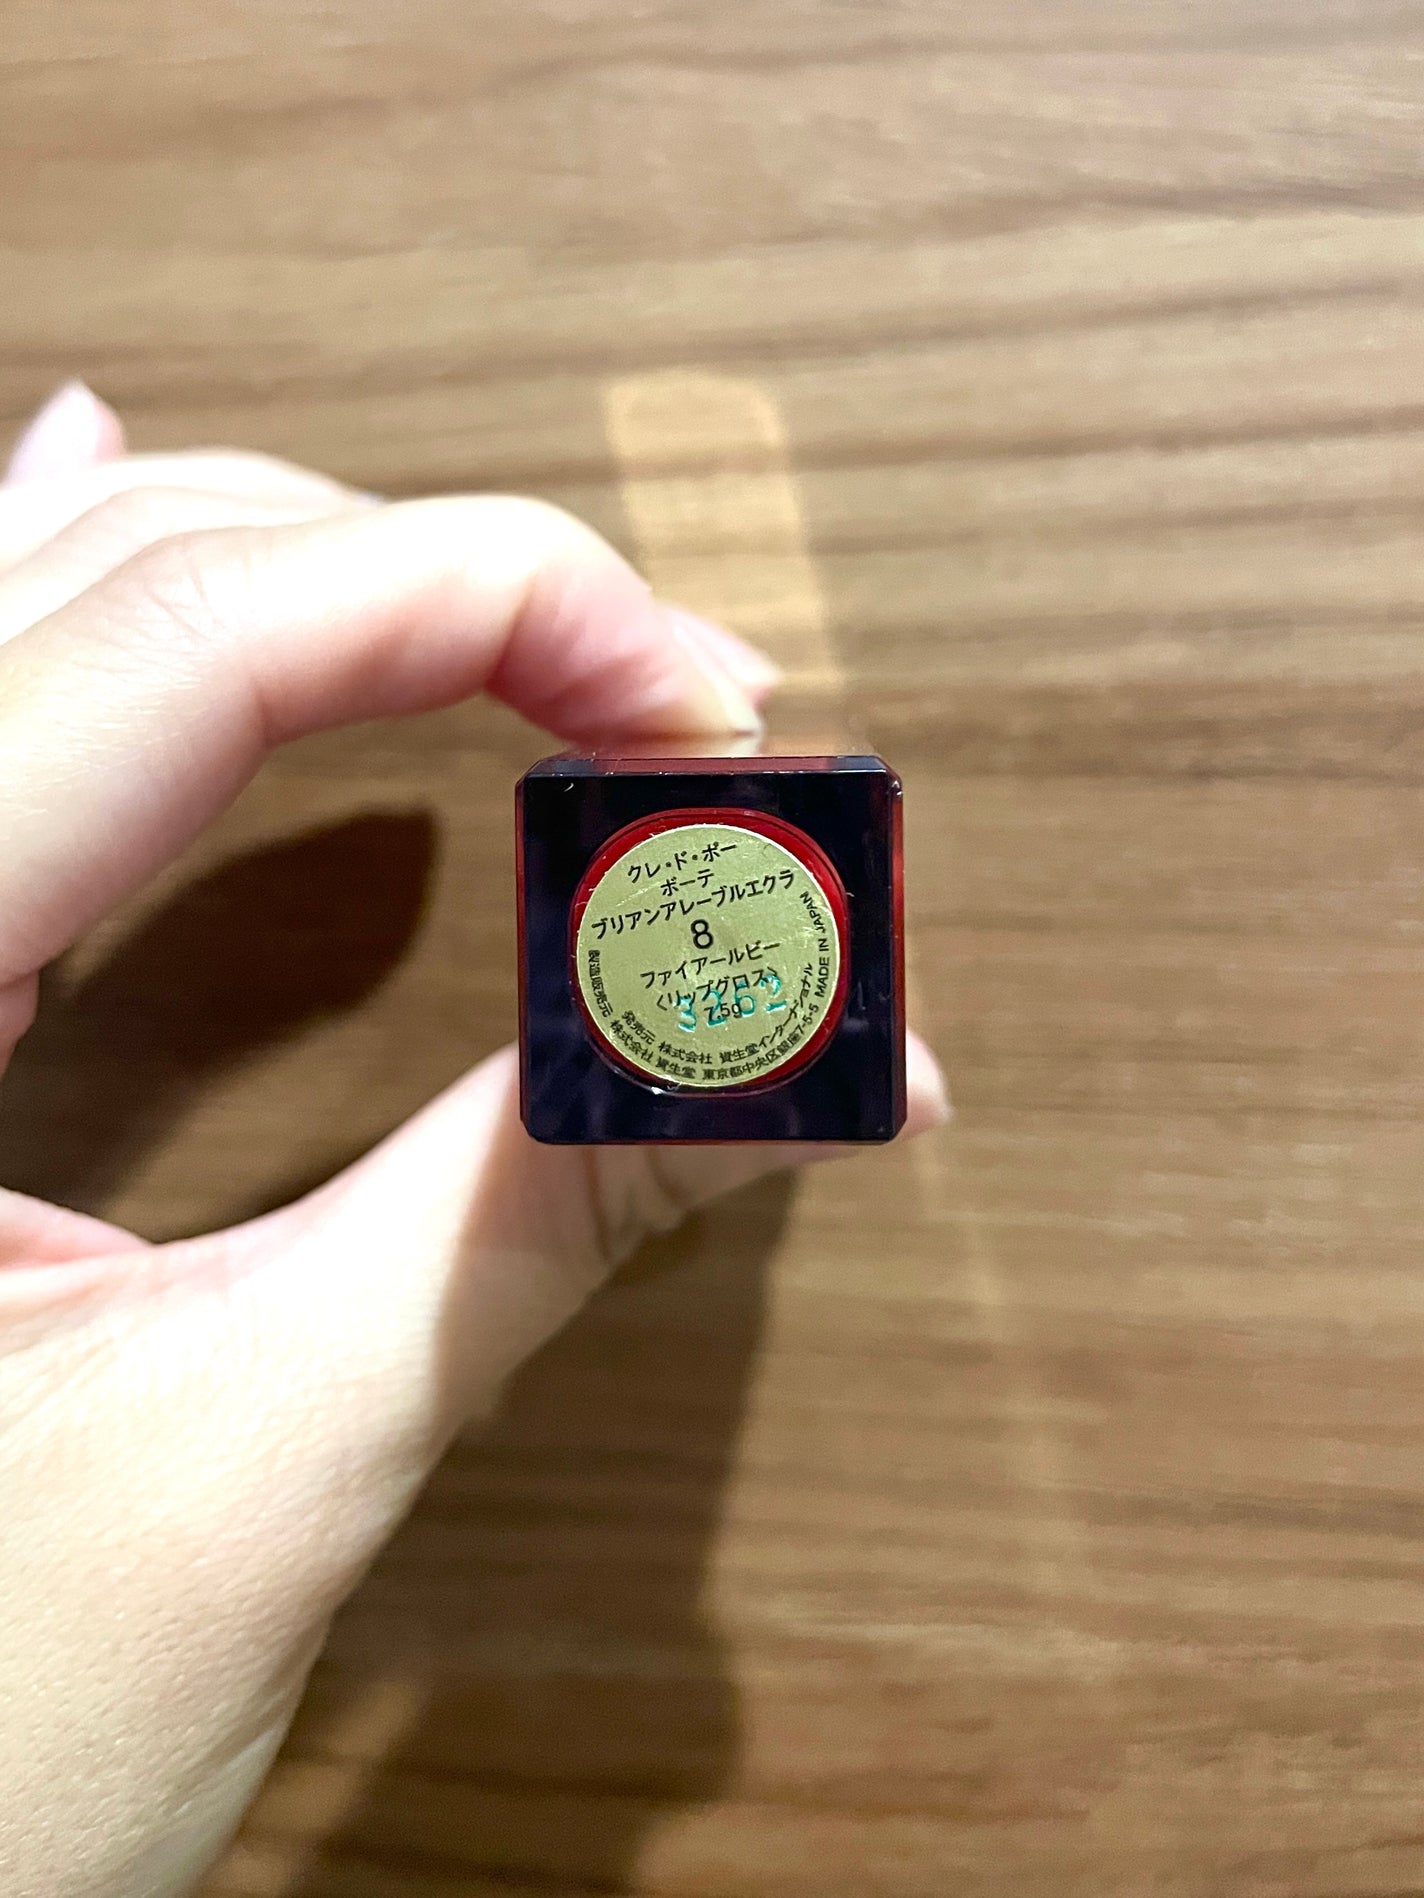 クレ・ド・ポー
ボーテ
ブリアンアレーブルエクラ
8
ファイアールビー
<リップグロス>
7.5g
3262
発売元 株式会社 資生堂インターナショナル
製造販売元 株式会社 資生堂 東京都中央区銀座7-5-5 MADE IN JAPAN